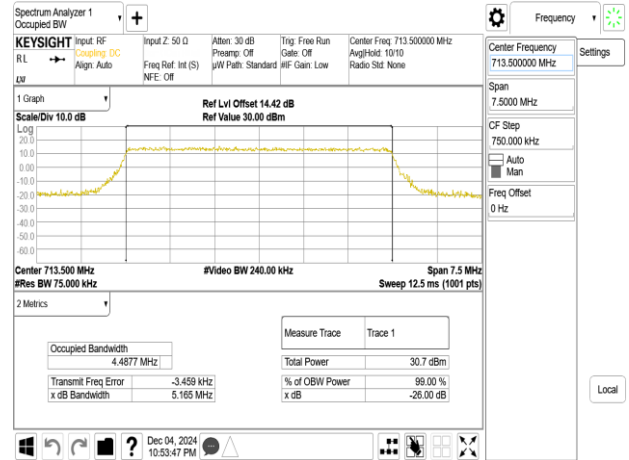 Spectrum Analyzer 1
Occupied BW
Frequency
KEYSIGHT
RL
LXI
Input: RF
Coupling: DC
Align: Auto
Input Z: 50 Ω
Freq Ref: Int (S)
NFE: Off
Atten: 30 dB
Preamp: Off
µW Path: Standard
Trig: Free Run
Gate: Off
#IF Gain: Low
Center Freq: 713.500000 MHz
Avg|Hold: 10/10
Radio Std: None
Center Frequency
713.500000 MHz
Settings
Span
7.5000 MHz
CF Step
750.000 kHz
Auto
Man
Freq Offset
0 Hz
1 Graph
Scale/Div 10.0 dB
Ref Lvl Offset 14.42 dB
Ref Value 30.00 dBm
Log
20.0
10.0
0.00
-10.0
-20.0
-30.0
-40.0
-50.0
-60.0
Center 713.500 MHz
#Res BW 75.000 kHz
#Video BW 240.00 kHz
Span 7.5 MHz
Sweep 12.5 ms (1001 pts)
2 Metrics
Measure Trace Trace 1
Occupied Bandwidth
4.4877 MHz
Total Power 30.7 dBm
Transmit Freq Error -3.459 kHz
% of OBW Power 99.00 %
x dB Bandwidth 5.165 MHz
x dB -26.00 dB
Local
?
Dec 04, 2024
10:53:47 PM